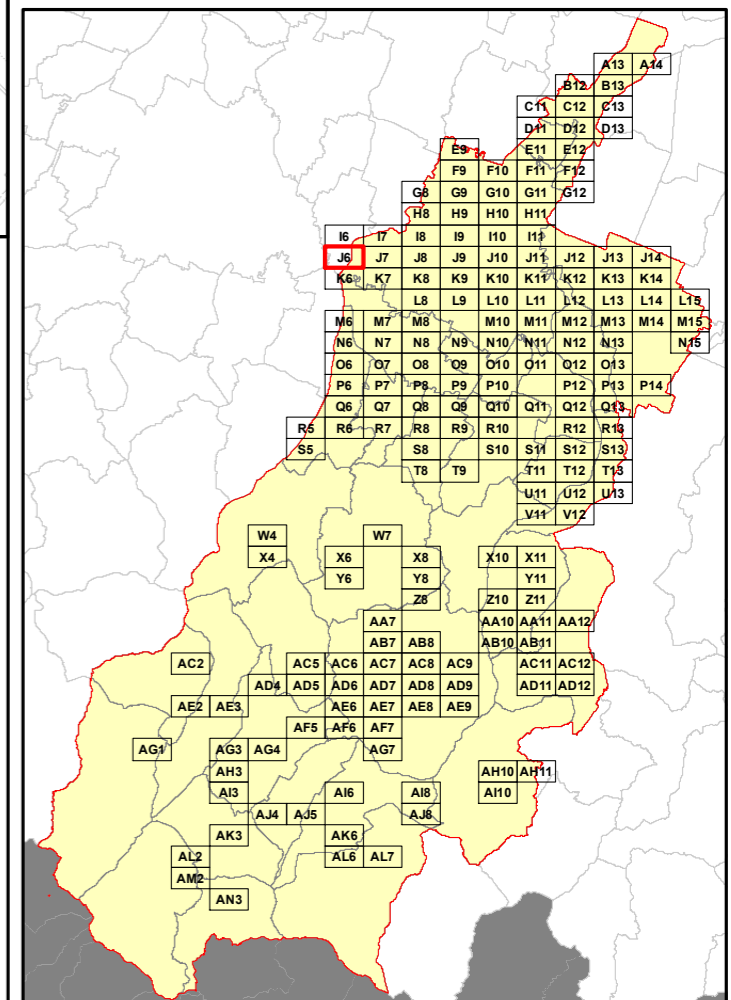 A13 A14
B12 B13
C11 C12 C13
D11 D12 D13
E9 E11 E12
F9 F10 F11 F12
G8 G9 G10 G11 G12
H8 H9 H10 H11
I6 I7 I8 I9 I10 I11
J6 J7 J8 J9 J10 J11 J12 J13 J14
K6 K7 K8 K9 K10 K11 K12 K13 K14
L8 L9 L10 L11 L12 L13 L14 L15
M6 M7 M8 M10 M11 M12 M13 M14 M15
N6 N7 N8 N9 N10 N11 N12 N13 N15
O6 O7 O8 O9 O10 O11 O12 O13
P6 P7 P8 P9 P10 P12 P13 P14
Q6 Q7 Q8 Q9 Q10 Q11 Q12 Q13
R5 R6 R7 R8 R9 R10 R12 R13
S5 S8 S10 S11 S12 S13
T8 T9 T11 T12 T13
U11 U12 U13
V11 V12
W4 W7
X4 X6 X8 X10 X11
Y6 Y8 Y11
Z8 Z10 Z11
AA7 AA10 AA11 AA12
AB7 AB8 AB10 AB11
AC2 AC5 AC6 AC7 AC8 AC9 AC11 AC12
AD4 AD5 AD6 AD7 AD8 AD9 AD11 AD12
AE2 AE3 AE6 AE7 AE8 AE9
AF5 AF6 AF7
AG1 AG3 AG4 AG7
AH3 AH10 AH11
AI3 AI6 AI8 AI10
AJ4 AJ5 AJ8
AK3 AK6
AL2 AL6 AL7
AM2
AN3